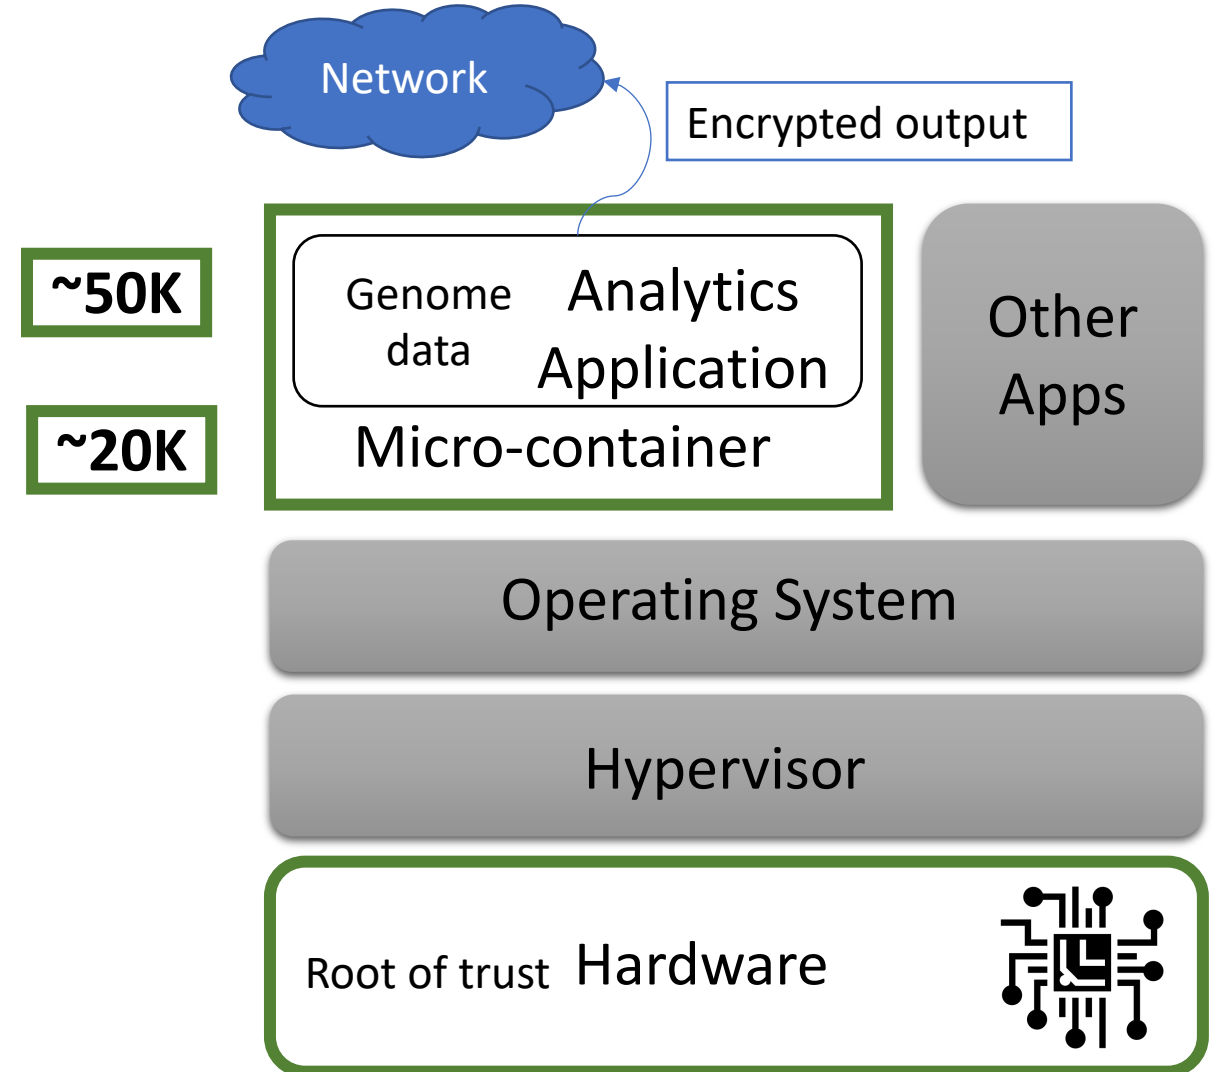 Network
Encrypted output
~50K
Genome
data
Analytics
Application
Other
Apps
~20K
Micro-container
Operating System
Hypervisor
Root of trust Hardware